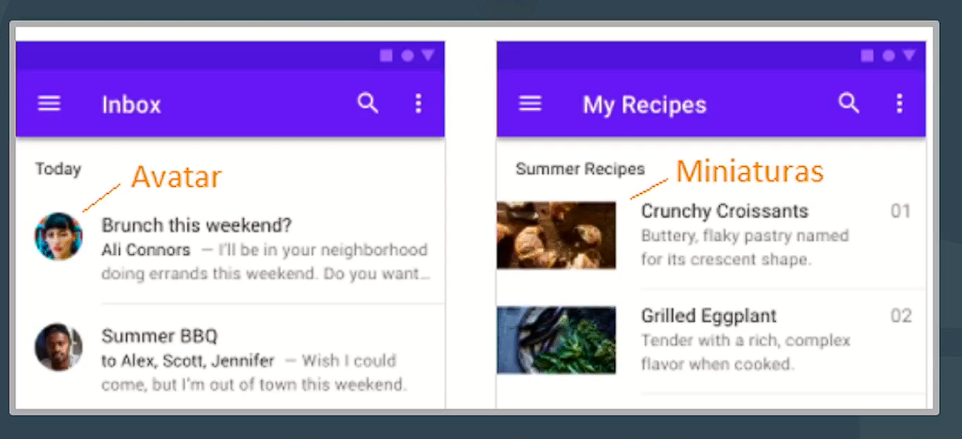 Inbox
Today
Avatar
Brunch this weekend?
Ali Connors — I'll be in your neighborhood
doing errands this weekend. Do you want...
Summer BBQ
to Alex, Scott, Jennifer — Wish I could
come, but I'm out of town this weekend.
My Recipes
Summer Recipes
Miniaturas
Crunchy Croissants 01
Buttery, flaky pastry named
for its crescent shape.
Grilled Eggplant 02
Tender with a rich, complex
flavor when cooked.